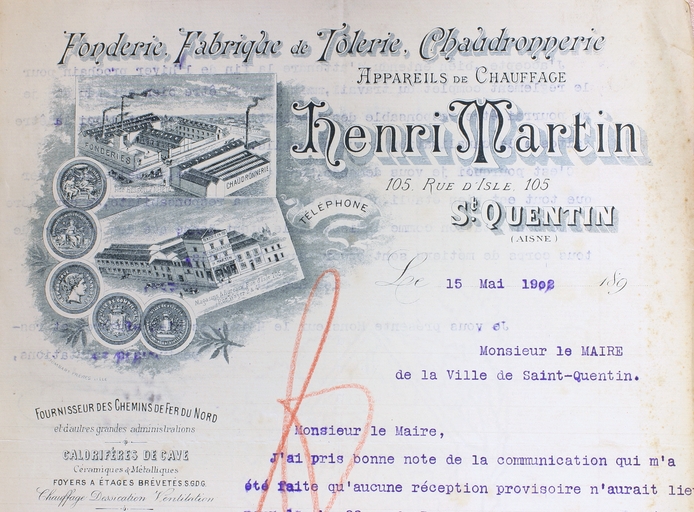 Fonderie, Fabrique de Tolerie, Chaudronnerie
APPAREILS DE CHAUFFAGE
Henri Martin
105, RUE D'ISLE, 105
St QUENTIN
(AISNE)
TÉLÉPHONE
FONDERIES
CHAUDRONNERIE
Le 15 Mai 1902 189
Monsieur le MAIRE
de la Ville de Saint-Quentin.
FOURNISSEUR DES CHEMINS DE FER DU NORD
et d'autres grandes administrations
CALORIFÈRES DE CAVE
Céramiques & Métalliques
FOYERS A ÉTAGES BREVETES S.G.D.G.
Chauffage Dessication Ventilation
Monsieur le Maire,
J'ai pris bonne note de la communication qui m'a
été faite qu'aucune réception provisoire n'aurait lieu